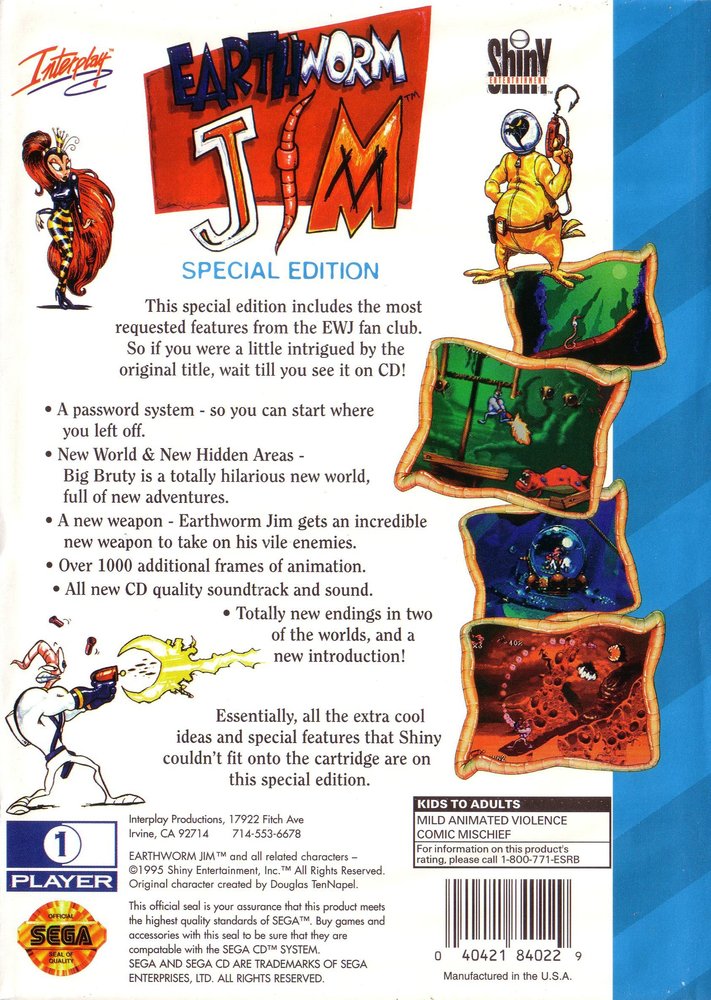 Interplay™
EARTHWORM
JIM™
Shiny
ENTERTAINMENT™
SPECIAL EDITION
This special edition includes the most
requested features from the EWJ fan club.
So if you were a little intrigued by the
original title, wait till you see it on CD!
• A password system - so you can start where
you left off.
• New World & New Hidden Areas -
Big Bruty is a totally hilarious new world,
full of new adventures.
• A new weapon - Earthworm Jim gets an incredible
new weapon to take on his vile enemies.
• Over 1000 additional frames of animation.
• All new CD quality soundtrack and sound.
• Totally new endings in two
of the worlds, and a
new introduction!
Essentially, all the extra cool
ideas and special features that Shiny
couldn't fit onto the cartridge are on
this special edition.
1
PLAYER
OFFICIAL
SEGA
SEAL OF
QUALITY
Interplay Productions, 17922 Fitch Ave
Irvine, CA 92714 714-553-6678
EARTHWORM JIM™ and all related characters –
©1995 Shiny Entertainment, Inc.™ All Rights Reserved.
Original character created by Douglas TenNapel.
This official seal is your assurance that this product meets
the highest quality standards of SEGA™. Buy games and
accessories with this seal to be sure that they are
compatable with the SEGA CD™ SYSTEM.
SEGA AND SEGA CD ARE TRADEMARKS OF SEGA
ENTERPRISES, LTD. ALL RIGHTS RESERVED.
KIDS TO ADULTS
MILD ANIMATED VIOLENCE
COMIC MISCHIEF
For information on this product's
rating, please call 1-800-771-ESRB
0 40421 84022 9
Manufactured in the U.S.A.